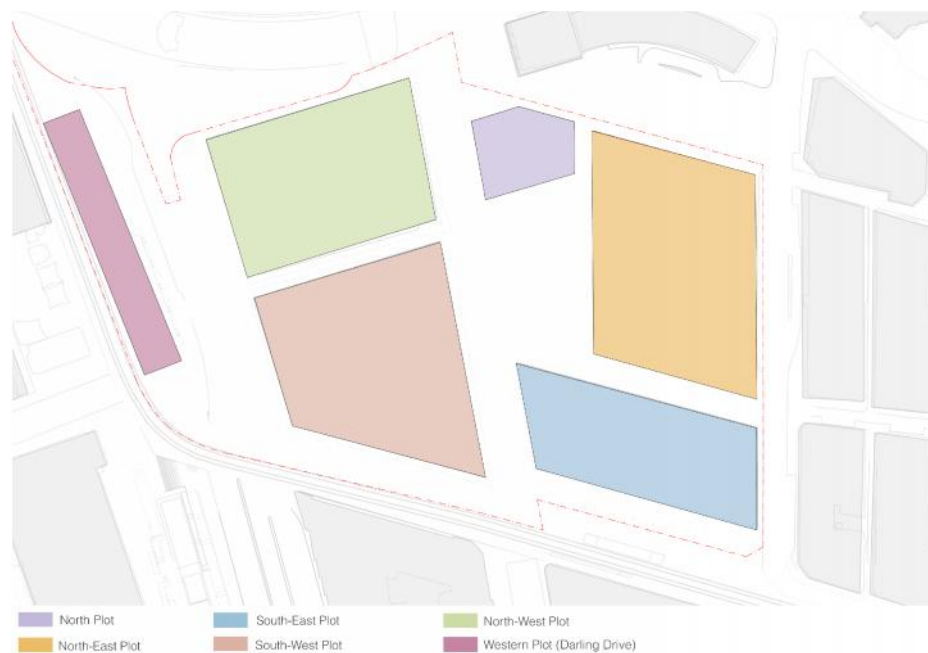 North Plot
South-East Plot
North-West Plot
North-East Plot
South-West Plot
Western Plot (Darling Drive)